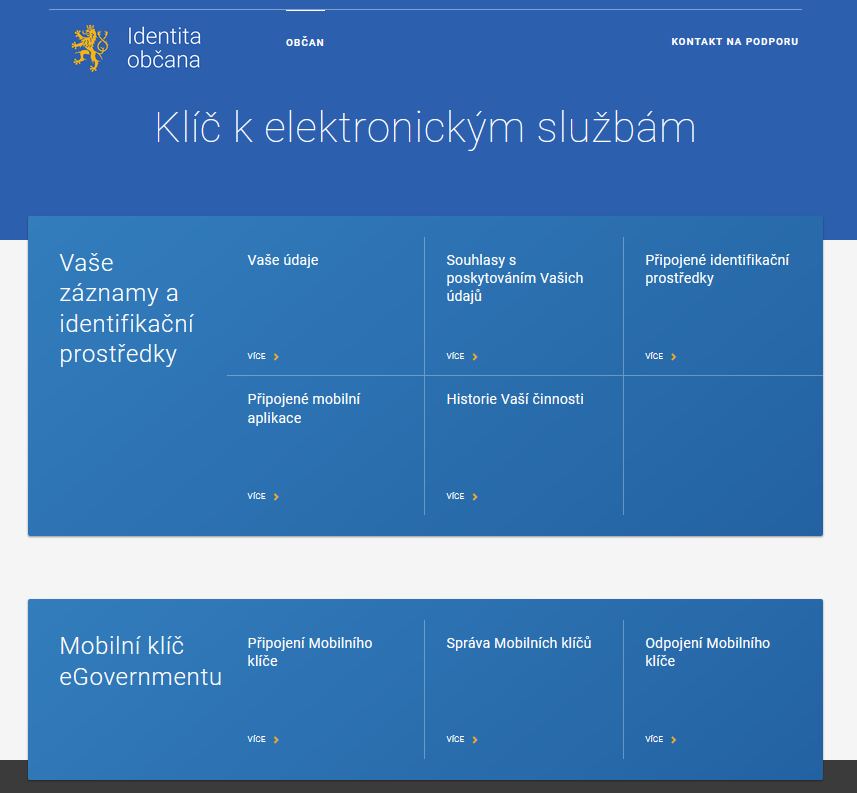 Identita
občana
OBČAN
KONTAKT NA PODPORU
Klíč k elektronickým službám
Vaše
záznamy a
identifikační
prostředky
Vaše údaje
VÍCE
Souhlasy s
poskytováním Vašich
údajů
VÍCE
Připojené identifikační
prostředky
VÍCE
Připojené mobilní
aplikace
VÍCE
Historie Vaší činnosti
VÍCE
Mobilní klíč
eGovernmentu
Připojení Mobilního
klíče
VÍCE
Správa Mobilních klíčů
VÍCE
Odpojení Mobilního
klíče
VÍCE